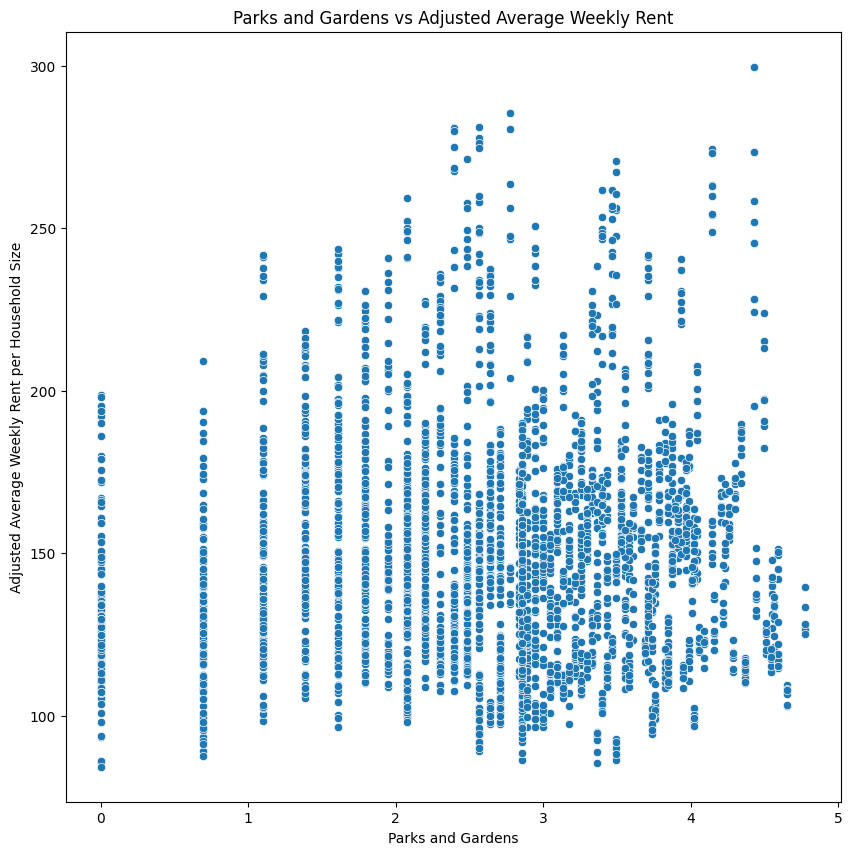 Parks and Gardens vs Adjusted Average Weekly Rent
Adjusted Average Weekly Rent per Household Size
300
250
200
150
100
0 1 2 3 4 5
Parks and Gardens